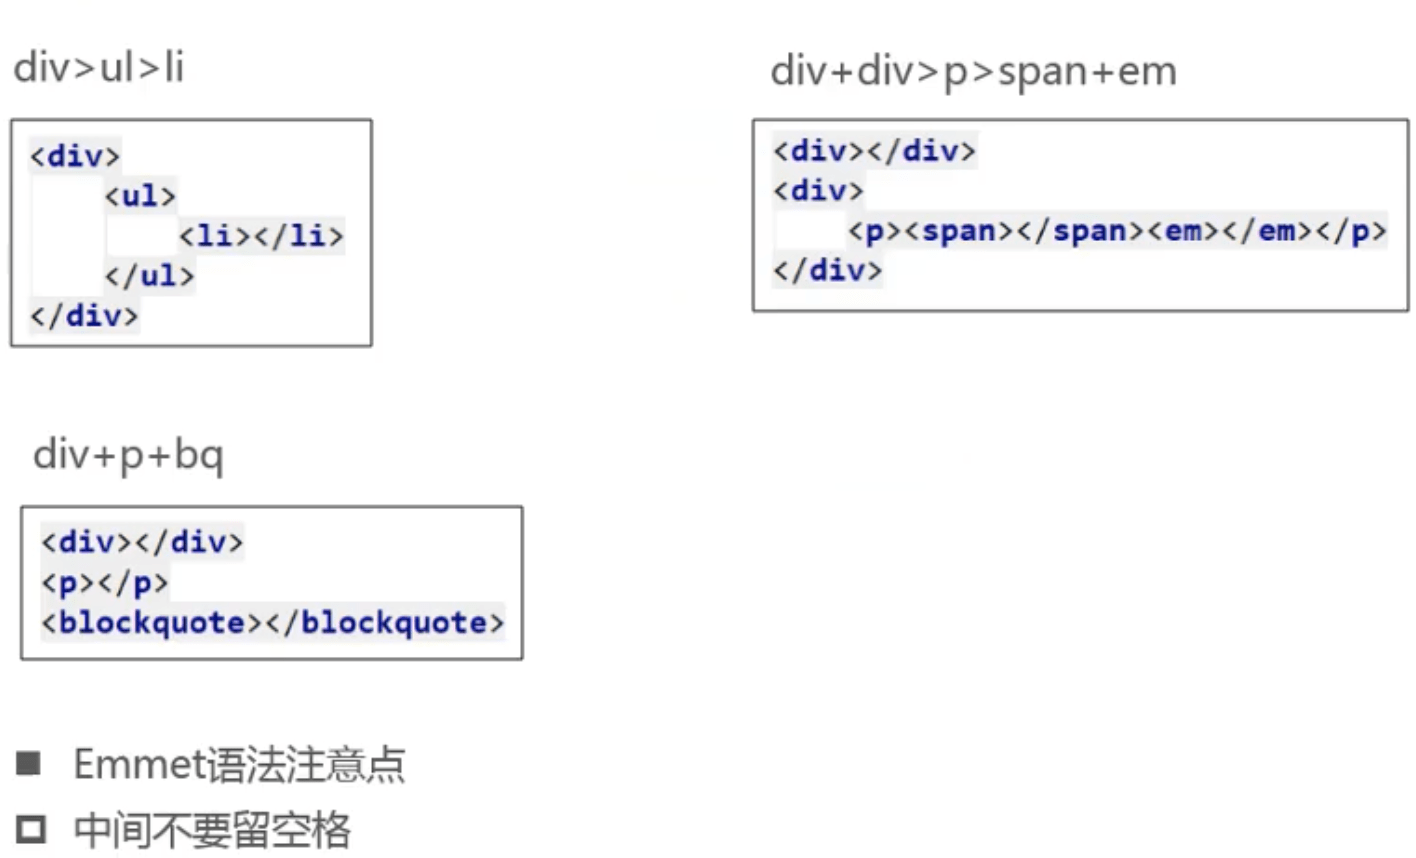 div>ul>li
<div>
<ul>
<li></li>
</ul>
</div>
div+div>p>span+em
<div></div>
<div>
<p><span></span><em></em></p>
</div>
div+p+bq
<div></div>
<p></p>
<blockquote></blockquote>
Emmet语法注意点
中间不要留空格